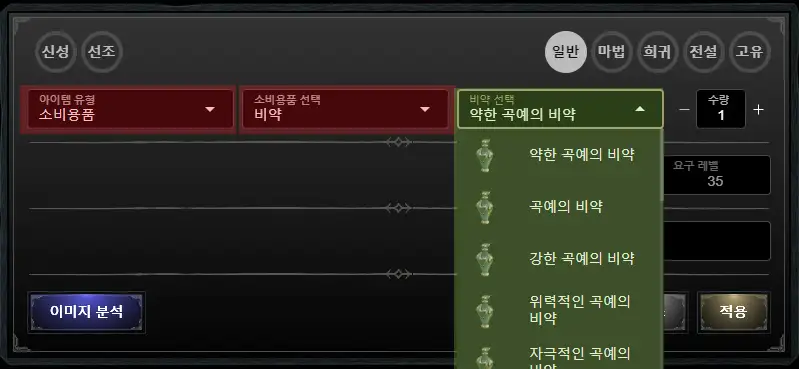 신성 선조 일반 마법 희귀 전설 고유
아이템 유형 소비용품 선택 비약 선택 수량
소비용품 비약 약한 곡예의 비약 — 1 +
약한 곡예의 비약
요구 레벨
35
곡예의 비약
강한 곡예의 비약
위력적인 곡예의
비약
이미지 분석 적용
자극적인 곡예의